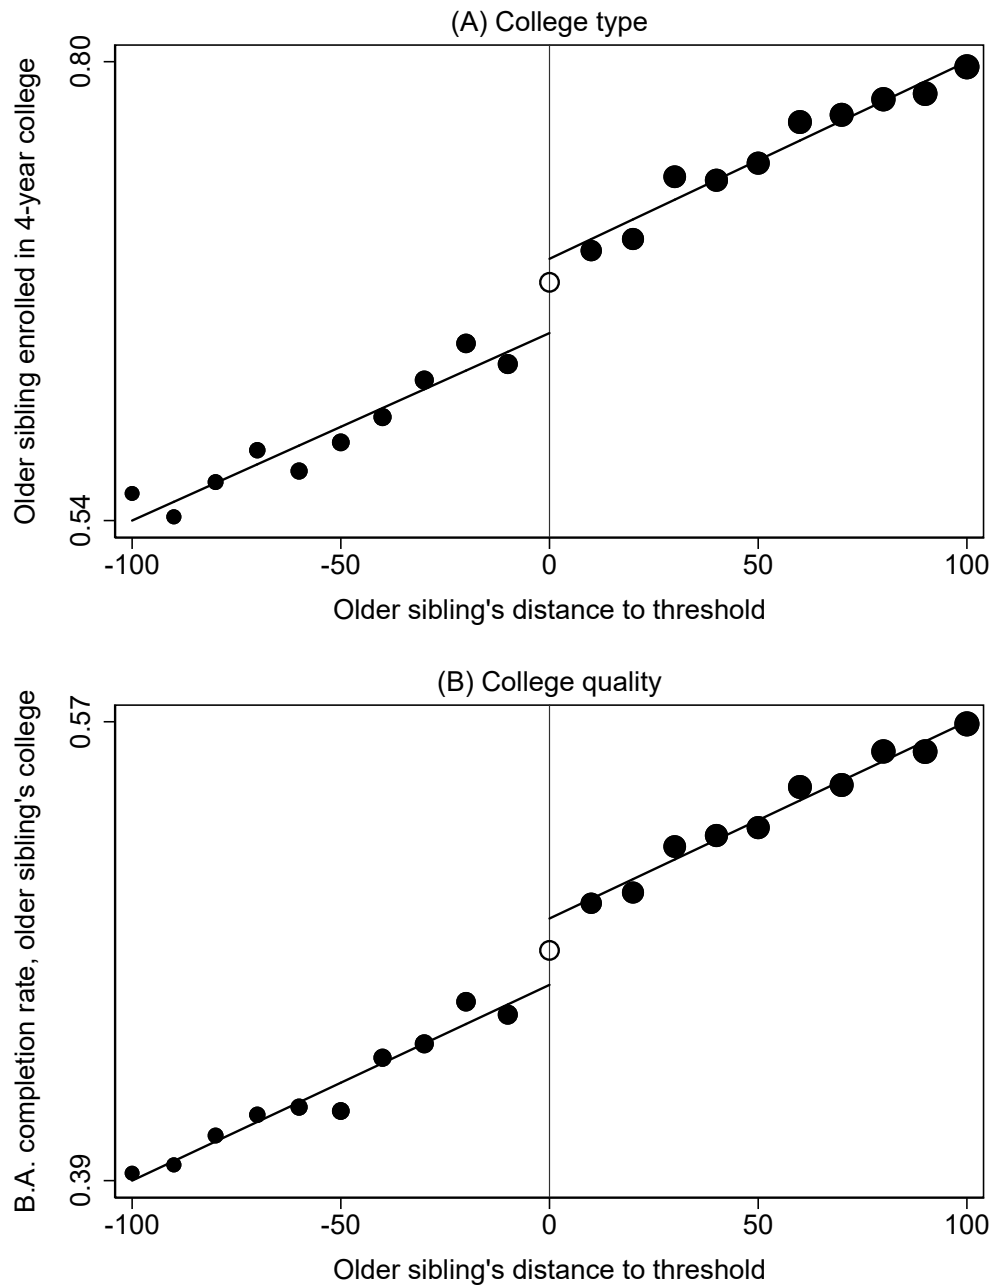 (A) College type
0.80
Older sibling enrolled in 4-year college
0.54
-100
-50
0
50
100
Older sibling's distance to threshold
(B) College quality
0.57
B.A. completion rate, older sibling's college
0.39
-100
-50
0
50
100
Older sibling's distance to threshold